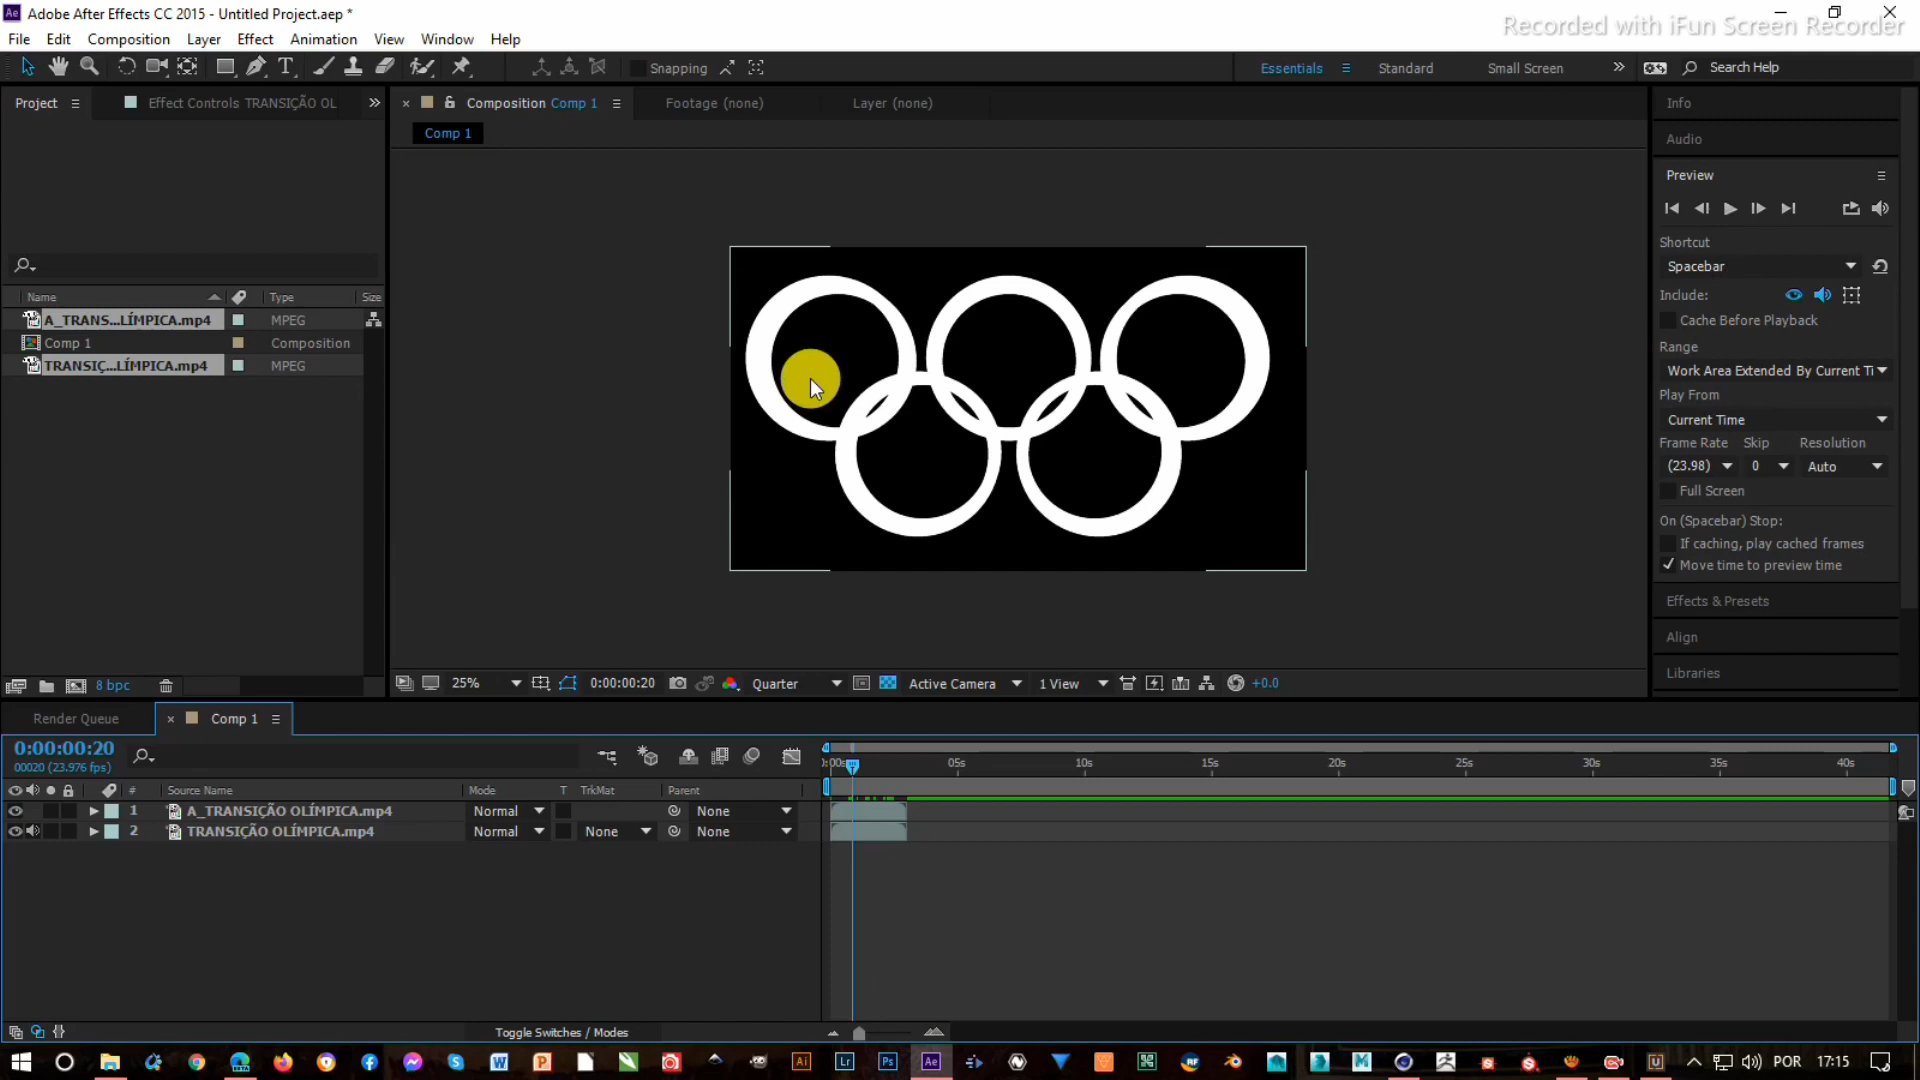 Adobe After Effects CC 2015 - Untitled Project.aep *
Recorded with iFun Screen Recorder
File Edit Composition Layer Effect Animation View Window Help
Snapping
Essentials Standard Small Screen Search Help
Project Effect Controls TRANSIÇÃO OL
Composition Comp 1 Footage (none) Layer (none)
Comp 1
Name Type Size
A_TRANS...LÍMPICA.mp4 MPEG
Comp 1 Composition
TRANSIÇ...LÍMPICA.mp4 MPEG
8 bpc
25% 0:00:00:20 Quarter Active Camera 1 View +0.0
Info
Audio
Preview
Shortcut
Spacebar
Include:
Cache Before Playback
Range
Work Area Extended By Current Ti
Play From
Current Time
Frame Rate Skip Resolution
(23.98) 0 Auto
Full Screen
On (Spacebar) Stop:
If caching, play cached frames
Move time to preview time
Effects & Presets
Align
Libraries
Render Queue Comp 1
0:00:00:20
00020 (23.976 fps)
:00s 05s 10s 15s 20s 25s 30s 35s 40s
# Source Name Mode T TrkMat Parent
1 A_TRANSIÇÃO OLÍMPICA.mp4 Normal None
2 TRANSIÇÃO OLÍMPICA.mp4 Normal None None
Toggle Switches / Modes
POR 17:15